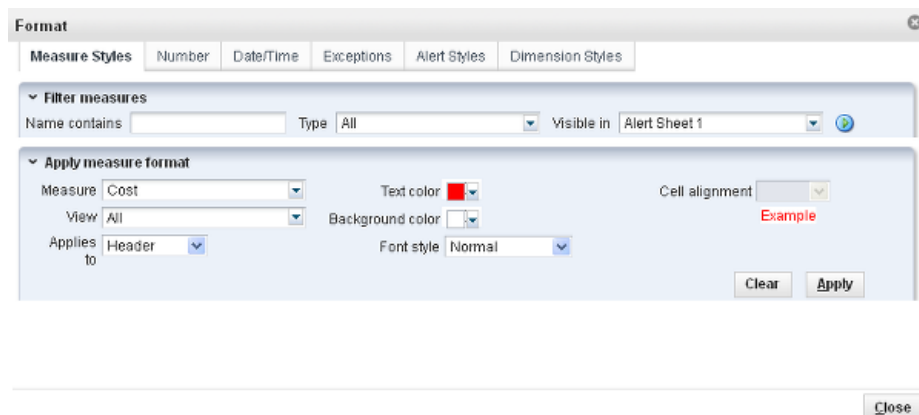 Format
Measure Styles Number Date/Time Exceptions Alert Styles Dimension Styles
Filter measures
Name contains Type All Visible in Alert Sheet 1
Apply measure format
Measure Cost Text color Cell alignment
View All Background color Example
Applies to Header Font style Normal
Clear Apply
Close